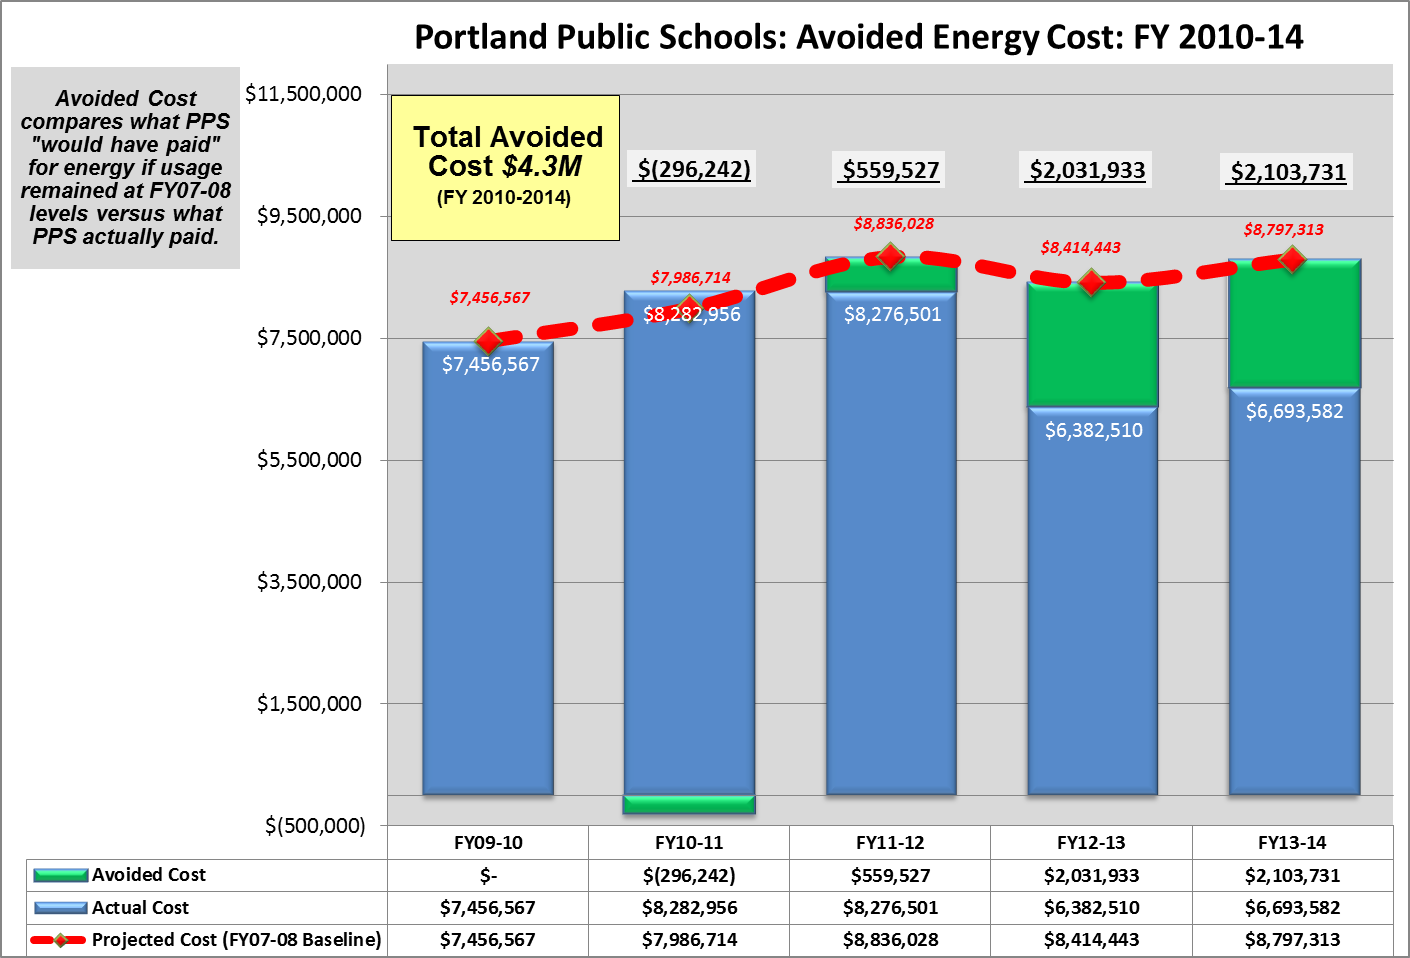 Portland Public Schools: Avoided Energy Cost: FY 2010-14
Avoided Cost
compares what PPS
"would have paid"
for energy if usage
remained at FY07-08
levels versus what
PPS actually paid.
$11,500,000
$9,500,000
$7,500,000
$5,500,000
$3,500,000
$1,500,000
$(500,000)
Total Avoided
Cost $4.3M
(FY 2010-2014)
$(296,242)
$559,527
$2,031,933
$2,103,731
$7,456,567
$7,986,714
$8,836,028
$8,414,443
$8,797,313
$7,456,567
$8,282,956
$8,276,501
$6,382,510
$6,693,582
FY09-10 FY10-11 FY11-12 FY12-13 FY13-14
Avoided Cost $- $(296,242) $559,527 $2,031,933 $2,103,731
Actual Cost $7,456,567 $8,282,956 $8,276,501 $6,382,510 $6,693,582
Projected Cost (FY07-08 Baseline) $7,456,567 $7,986,714 $8,836,028 $8,414,443 $8,797,313